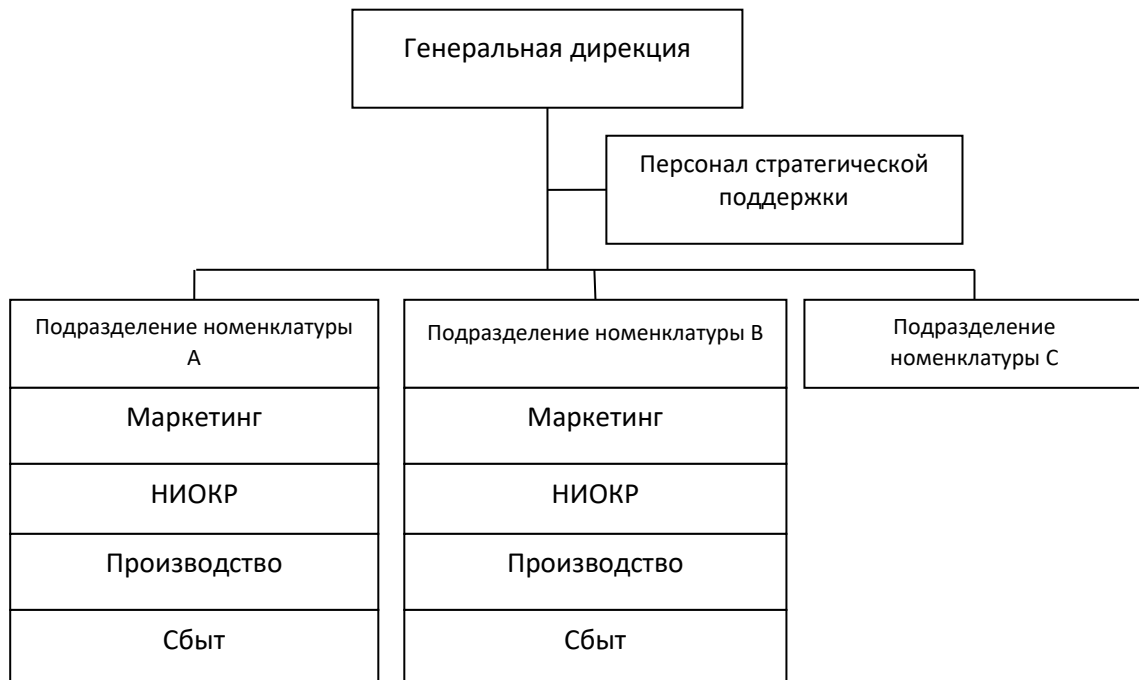 Генеральная дирекция
Персонал стратегической
поддержки
Подразделение номенклатуры
А
Подразделение номенклатуры В
Подразделение
номенклатуры С
Маркетинг
Маркетинг
НИОКР
НИОКР
Производство
Производство
Сбыт
Сбыт